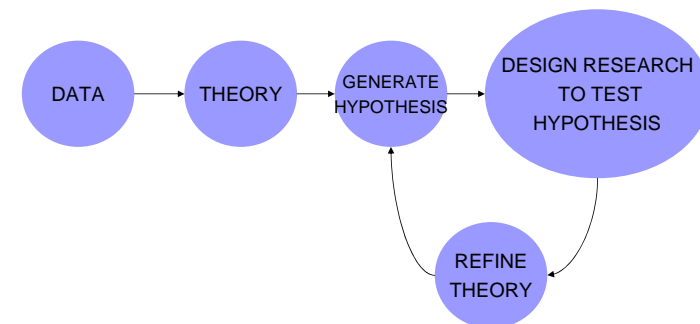 DATA
THEORY
GENERATE
HYPOTHESIS
DESIGN RESEARCH
TO TEST
HYPOTHESIS
REFINE
THEORY